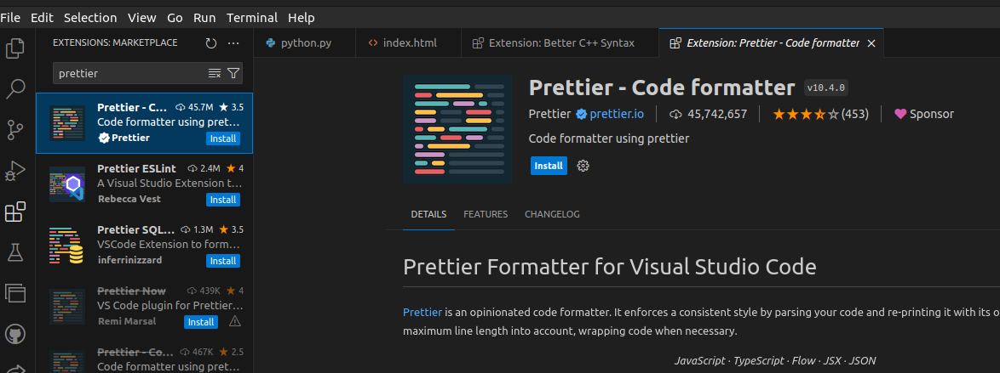 File Edit Selection View Go Run Terminal Help
EXTENSIONS: MARKETPLACE
prettier
Prettier - C... 45.7M 3.5
Code formatter using pret...
Prettier Install
Prettier ESLint 2.4M 4
A Visual Studio Extension t...
Rebecca Vest Install
Prettier SQL... 1.3M 3.5
VSCode Extension to form...
inferrinizzard Install
Prettier Now 439K 4
VS Code plugin for Prettier...
Remi Marsal Install
Prettier - Co... 467K 2.5
Code formatter using pret...
python.py index.html Extension: Better C++ Syntax Extension: Prettier - Code formatter
Prettier - Code formatter v10.4.0
Prettier prettier.io 45,742,657 (453) Sponsor
Code formatter using prettier
Install
DETAILS FEATURES CHANGELOG
Prettier Formatter for Visual Studio Code
Prettier is an opinionated code formatter. It enforces a consistent style by parsing your code and re-printing it with its o
maximum line length into account, wrapping code when necessary.
JavaScript · TypeScript · Flow · JSX · JSON